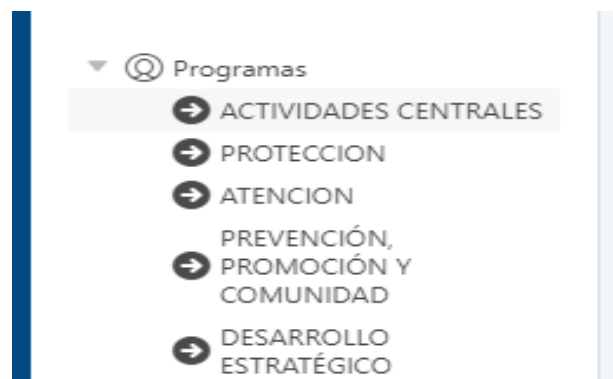 Programas
ACTIVIDADES CENTRALES
PROTECCION
ATENCION
PREVENCIÓN,
PROMOCIÓN Y
COMUNIDAD
DESARROLLO
ESTRATÉGICO